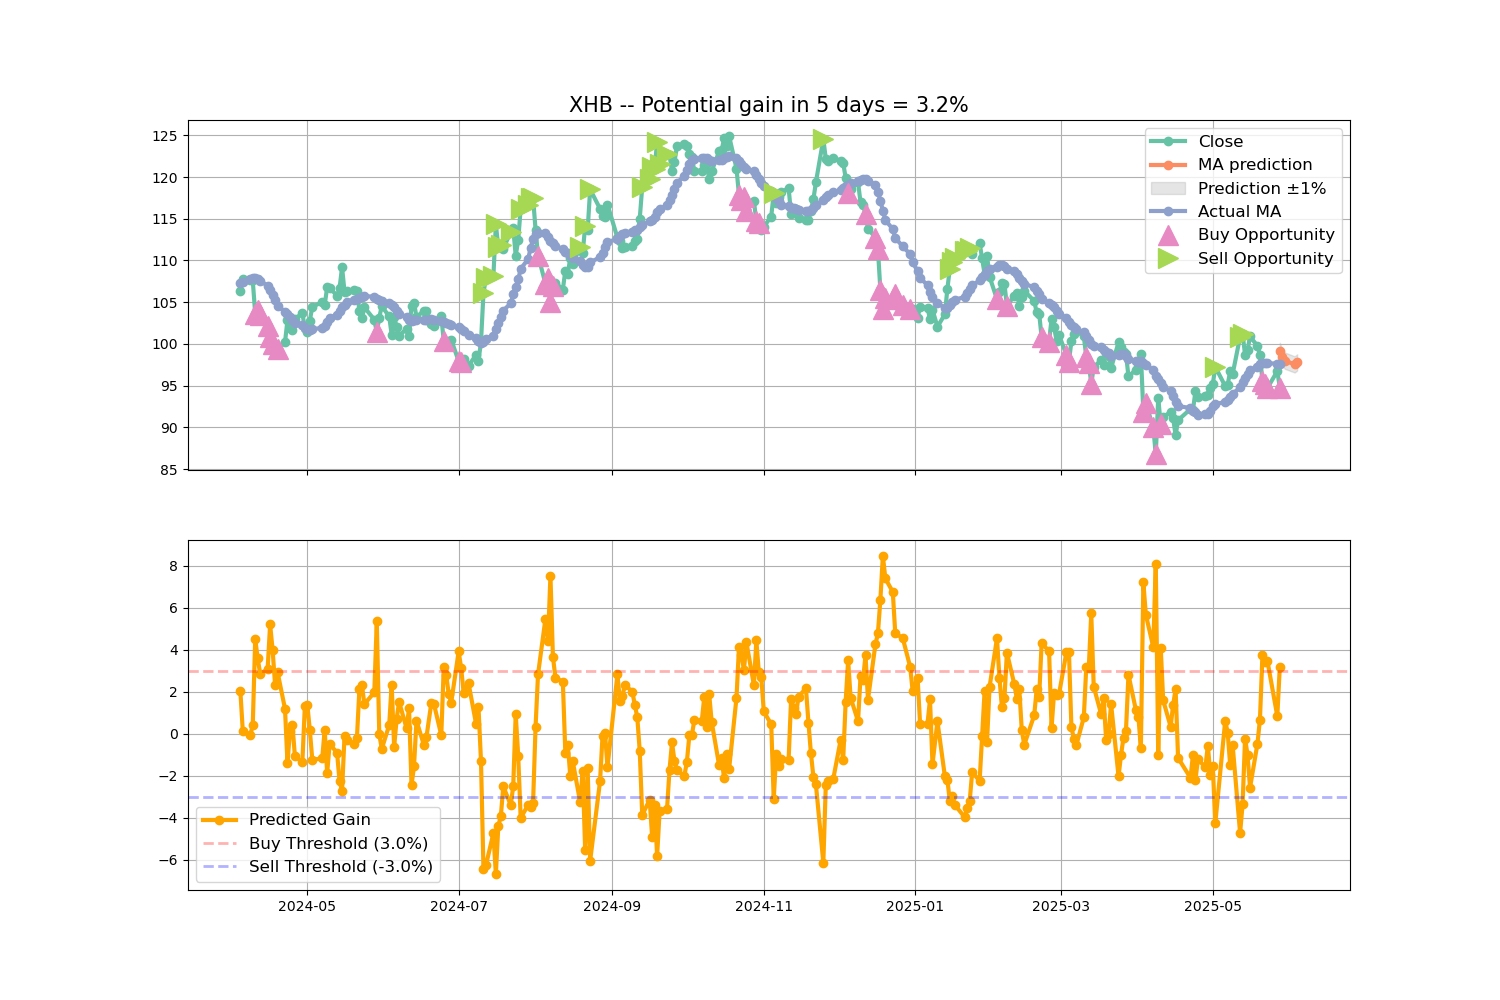 XHB -- Potential gain in 5 days = 3.2%
125
120
115
110
105
100
95
90
85
Close
MA prediction
Prediction ±1%
Actual MA
Buy Opportunity
Sell Opportunity
8
6
4
2
0
−2
−4
−6
Predicted Gain
Buy Threshold (3.0%)
Sell Threshold (-3.0%)
2024-05
2024-07
2024-09
2024-11
2025-01
2025-03
2025-05